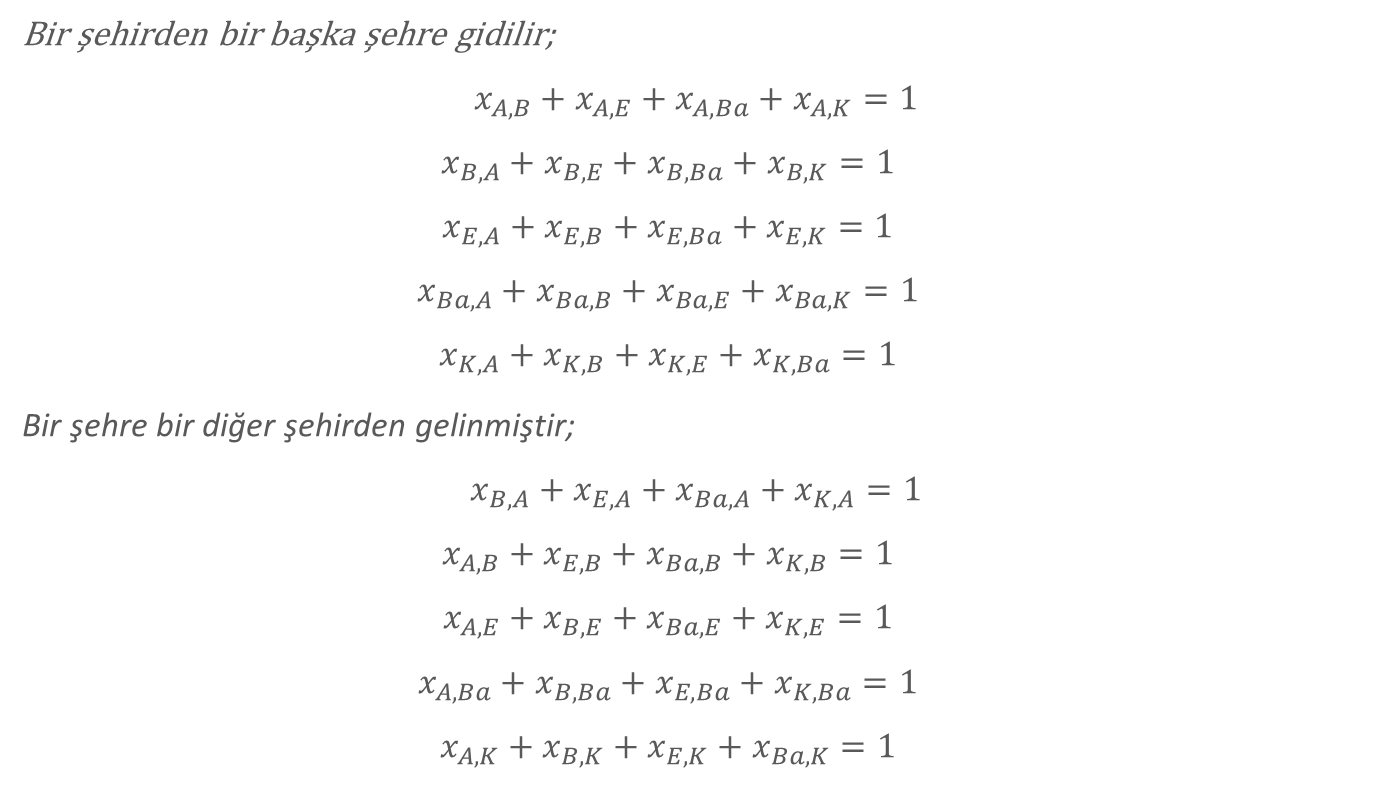 Bir şehirden bir başka şehre gidilir;
x_{A,B} + x_{A,E} + x_{A,Ba} + x_{A,K} = 1
x_{B,A} + x_{B,E} + x_{B,Ba} + x_{B,K} = 1
x_{E,A} + x_{E,B} + x_{E,Ba} + x_{E,K} = 1
x_{Ba,A} + x_{Ba,B} + x_{Ba,E} + x_{Ba,K} = 1
x_{K,A} + x_{K,B} + x_{K,E} + x_{K,Ba} = 1
Bir şehre bir diğer şehirden gelinmiştir;
x_{B,A} + x_{E,A} + x_{Ba,A} + x_{K,A} = 1
x_{A,B} + x_{E,B} + x_{Ba,B} + x_{K,B} = 1
x_{A,E} + x_{B,E} + x_{Ba,E} + x_{K,E} = 1
x_{A,Ba} + x_{B,Ba} + x_{E,Ba} + x_{K,Ba} = 1
x_{A,K} + x_{B,K} + x_{E,K} + x_{Ba,K} = 1